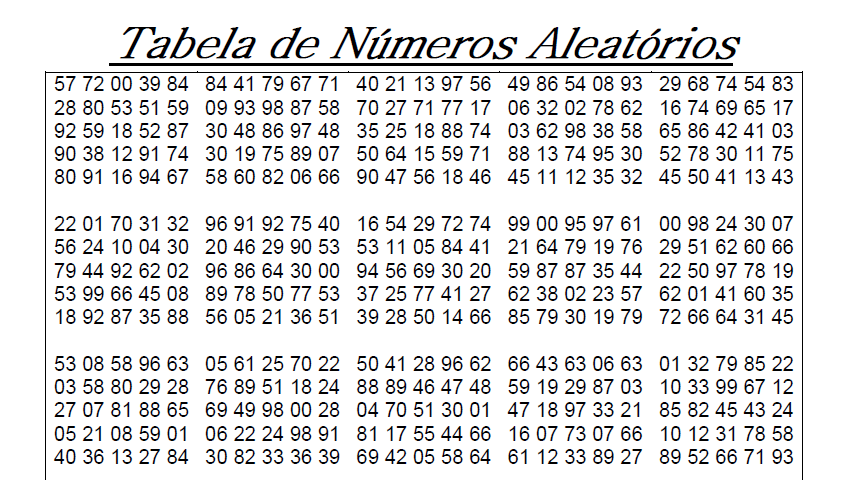 Tabela de Números Aleatórios
57 72 00 39 84 84 41 79 67 71 40 21 13 97 56 49 86 54 08 93 29 68 74 54 83
28 80 53 51 59 09 93 98 87 58 70 27 71 77 17 06 32 02 78 62 16 74 69 65 17
92 59 18 52 87 30 48 86 97 48 35 25 18 88 74 03 62 98 38 58 65 86 42 41 03
90 38 12 91 74 30 19 75 89 07 50 64 15 59 71 88 13 74 95 30 52 78 30 11 75
80 91 16 94 67 58 60 82 06 66 90 47 56 18 46 45 11 12 35 32 45 50 41 13 43
22 01 70 31 32 96 91 92 75 40 16 54 29 72 74 99 00 95 97 61 00 98 24 30 07
56 24 10 04 30 20 46 29 90 53 53 11 05 84 41 21 64 79 19 76 29 51 62 60 66
79 44 92 62 02 96 86 64 30 00 94 56 69 30 20 59 87 87 35 44 22 50 97 78 19
53 99 66 45 08 89 78 50 77 53 37 25 77 41 27 62 38 02 23 57 62 01 41 60 35
18 92 87 35 88 56 05 21 36 51 39 28 50 14 66 85 79 30 19 79 72 66 64 31 45
53 08 58 96 63 05 61 25 70 22 50 41 28 96 62 66 43 63 06 63 01 32 79 85 22
03 58 80 29 28 76 89 51 18 24 88 89 46 47 48 59 19 29 87 03 10 33 99 67 12
27 07 81 88 65 69 49 98 00 28 04 70 51 30 01 47 18 97 33 21 85 82 45 43 24
05 21 08 59 01 06 22 24 98 91 81 17 55 44 66 16 07 73 07 66 10 12 31 78 58
40 36 13 27 84 30 82 33 36 39 69 42 05 58 64 61 12 33 89 27 89 52 66 71 93